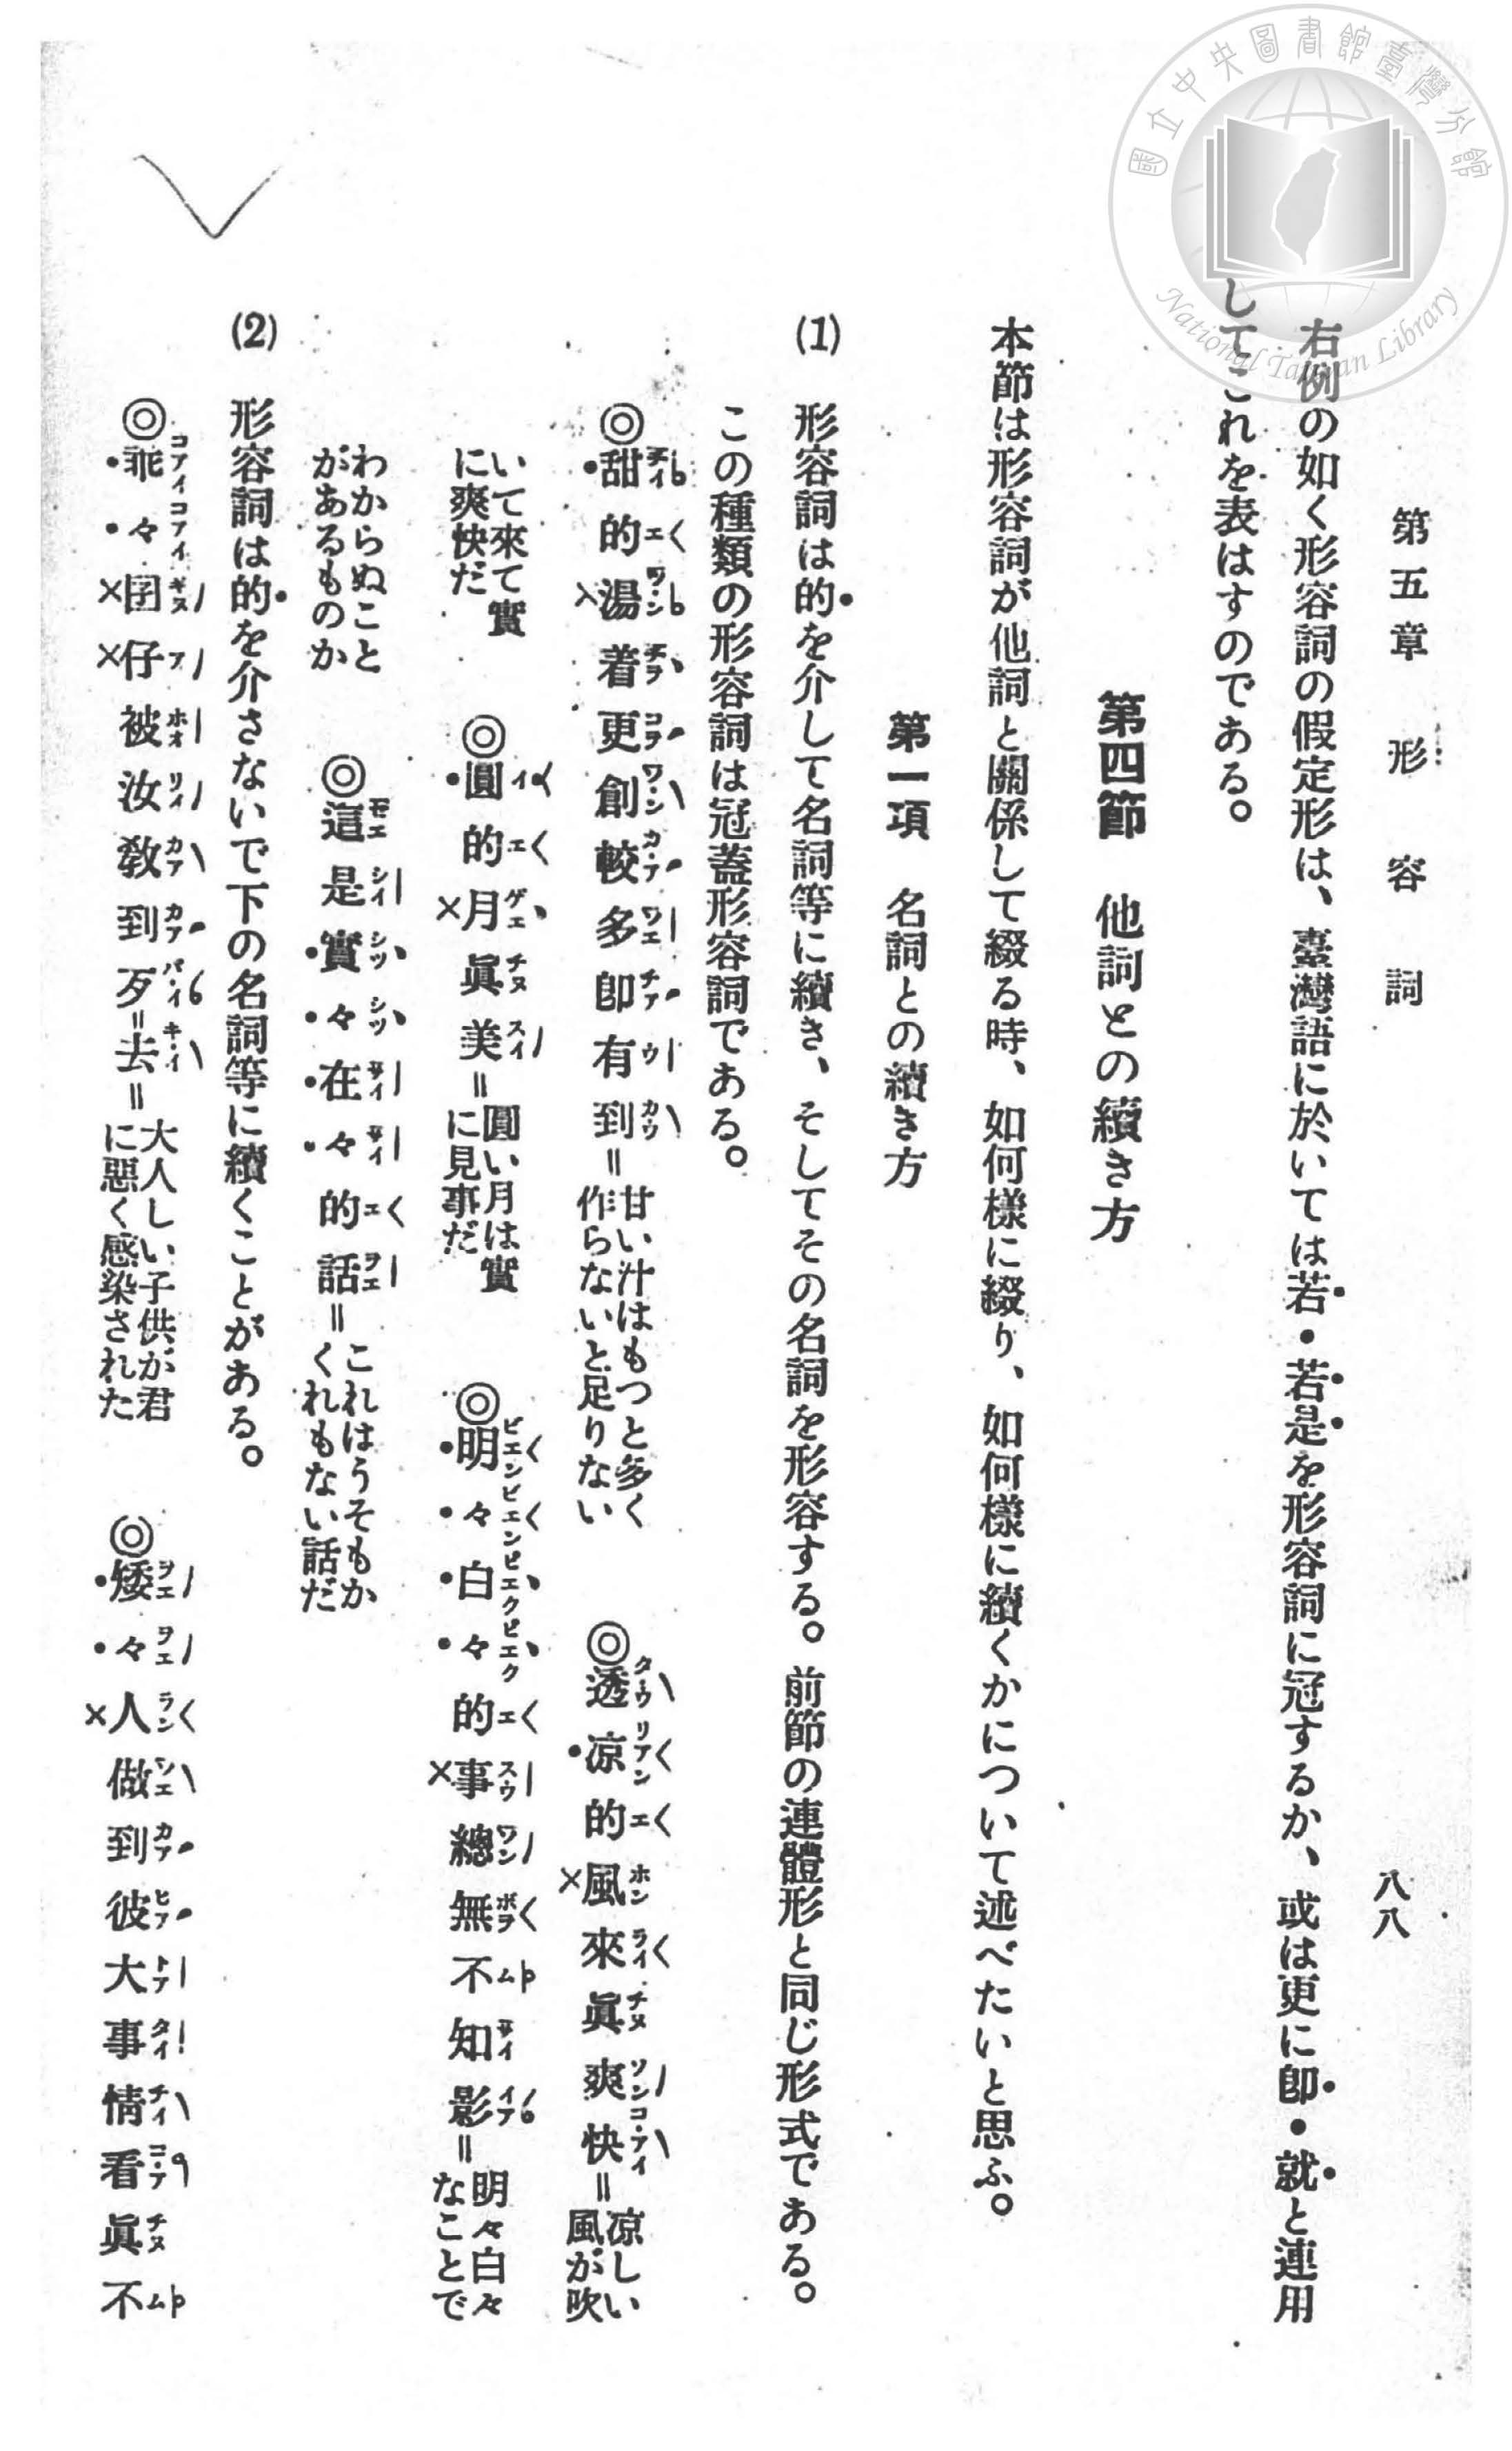 國立中央圖書館臺灣分館
National Taiwan Library
第五章 形容詞 八八
右例の如く形容詞の假定形は、臺灣語に於いては若・若是を形容詞に冠するか、或は更に卽・就と連用
してこれを表はすのである。
第四節 他詞との續き方
本節は形容詞が他詞と關係して綴る時、如何樣に綴り、如何樣に續くかについて述べたいと思ふ。
第一項 名詞との續き方
(1) 形容詞は的を介して名詞等に續き、そしてその名詞を形容する。前節の連體形と同じ形式である。
この種類の形容詞は冠蓋形容詞である。
◎甜的湯着更創較多卽有到=甘い汁はもつと多く作らないと足りない ◎透凉的風來眞爽快=凉しい風が吹
いて來て實に爽快だ ◎圓的月眞美=圓い月は實に見事だ ◎明々白々的事總無不知影=明々白々なことで
わからぬことがあるものか ◎這是實々在々的話=これはうそもかくれもない話だ
(2) 形容詞は的を介さないで下の名詞等に續くことがある。
◎乖々囝仔被汝敎到歹=去=大人しい子供が君に惡く感染された ◎矮々人做到彼大事情看眞不